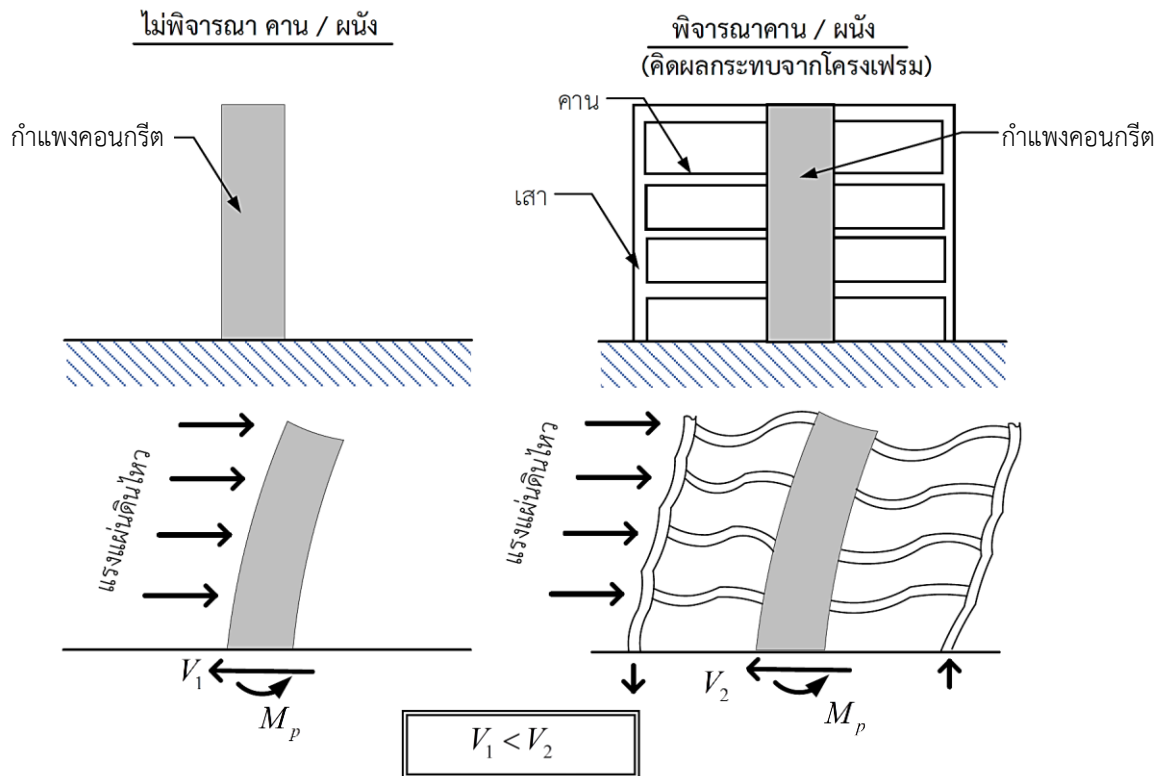 ไม่พิจารณา คาน / ผนัง
พิจารณาคาน / ผนัง
(คิดผลกระทบจากโครงเฟรม)
กำแพงคอนกรีต
คาน
กำแพงคอนกรีต
เสา
แรงแผ่นดินไหว
แรงแผ่นดินไหว
V₁
M_p
V₂
M_p
V₁ < V₂